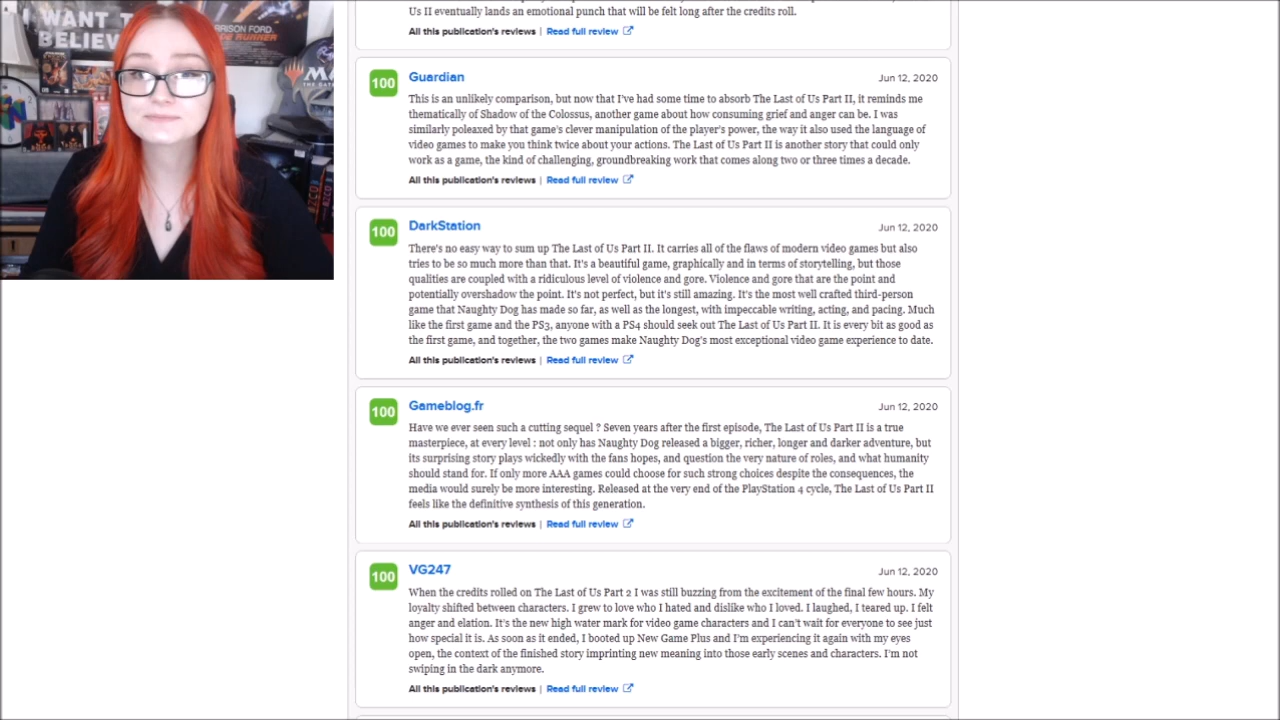 I WANT T
BELIEV
RRISON FORD
MA
THE GATE
Us II eventually lands an emotional punch that will be felt long after the credits roll.
All this publication's reviews | Read full review
100
Guardian
Jun 12, 2020
This is an unlikely comparison, but now that I've had some time to absorb The Last of Us Part II, it reminds me
thematically of Shadow of the Colossus, another game about how consuming grief and anger can be. I was
similarly poleaxed by that game's clever manipulation of the player's power, the way it also used the language of
video games to make you think twice about your actions. The Last of Us Part II is another story that could only
work as a game, the kind of challenging, groundbreaking work that comes along two or three times a decade.
All this publication's reviews | Read full review
100
DarkStation
Jun 12, 2020
There's no easy way to sum up The Last of Us Part II. It carries all of the flaws of modern video games but also
tries to be so much more than that. It's a beautiful game, graphically and in terms of storytelling, but those
qualities are coupled with a ridiculous level of violence and gore. Violence and gore that are the point and
potentially overshadow the point. It's not perfect, but it's still amazing. It's the most well crafted third-person
game that Naughty Dog has made so far, as well as the longest, with impeccable writing, acting, and pacing. Much
like the first game and the PS3, anyone with a PS4 should seek out The Last of Us Part II. It is every bit as good as
the first game, and together, the two games make Naughty Dog's most exceptional video game experience to date.
All this publication's reviews | Read full review
100
Gameblog.fr
Jun 12, 2020
Have we ever seen such a cutting sequel ? Seven years after the first episode, The Last of Us Part II is a true
masterpiece, at every level : not only has Naughty Dog released a bigger, richer, longer and darker adventure, but
its surprising story plays wickedly with the fans hopes, and question the very nature of roles, and what humanity
should stand for. If only more AAA games could choose for such strong choices despite the consequences, the
media would surely be more interesting. Released at the very end of the PlayStation 4 cycle, The Last of Us Part II
feels like the definitive synthesis of this generation.
All this publication's reviews | Read full review
100
VG247
Jun 12, 2020
When the credits rolled on The Last of Us Part 2 I was still buzzing from the excitement of the final few hours. My
loyalty shifted between characters. I grew to love who I hated and dislike who I loved. I laughed, I teared up. I felt
anger and elation. It's the new high water mark for video game characters and I can't wait for everyone to see just
how special it is. As soon as it ended, I booted up New Game Plus and I'm experiencing it again with my eyes
open, the context of the finished story imprinting new meaning into those early scenes and characters. I'm not
swiping in the dark anymore.
All this publication's reviews | Read full review